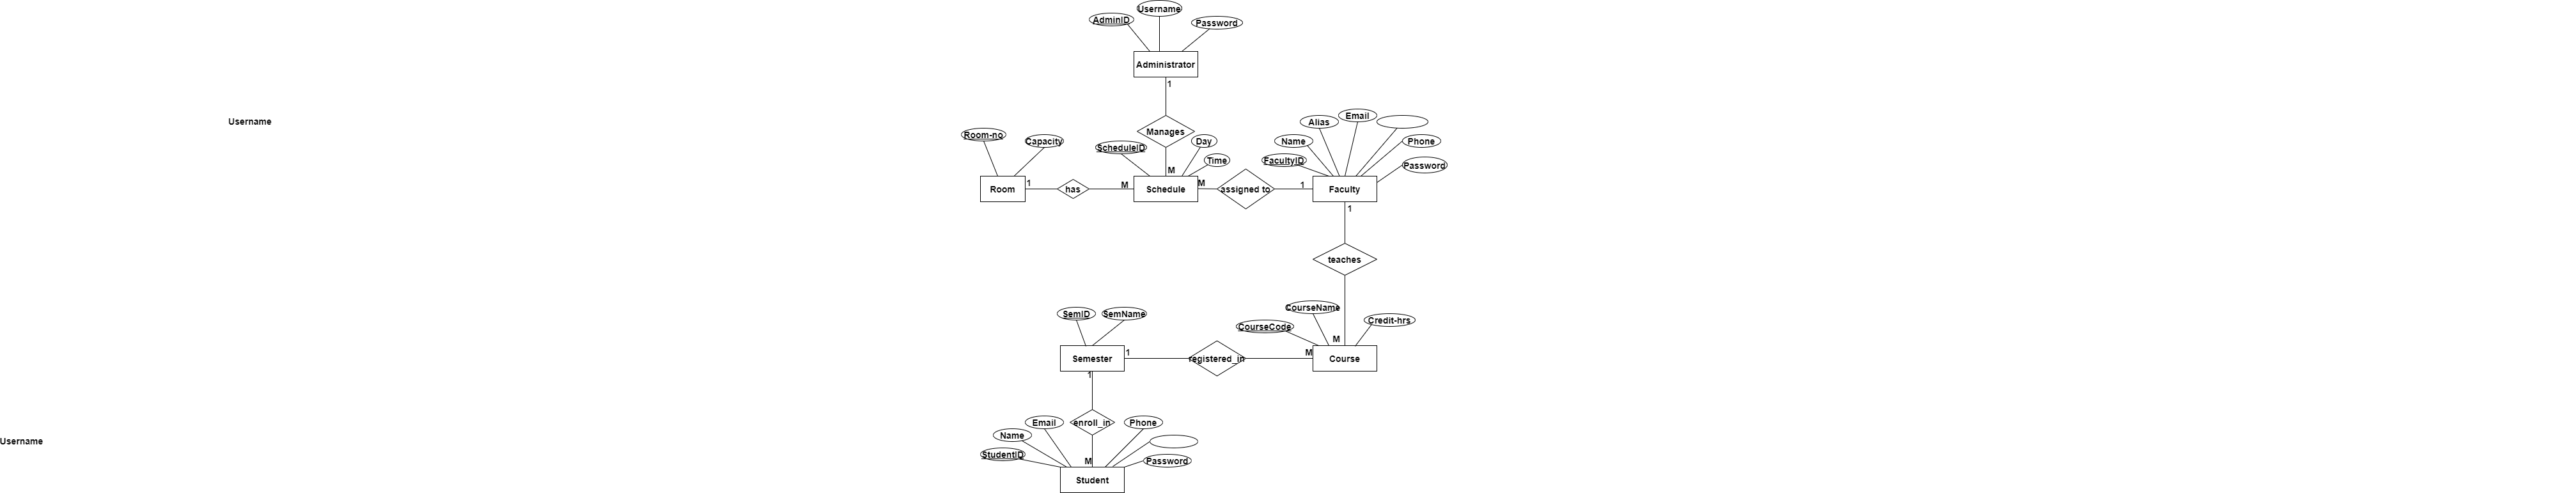 Username
AdminID
Password
Administrator
1
Username
Manages
Room-no
Capacity
ScheduleID
Day
Time
M
Name
Alias
Email
Phone
FacultyID
Password
Room
1
has
M
Schedule
M
assigned to
1
Faculty
1
teaches
SemID
SemName
CourseCode
CourseName
Credit-hrs
M
Semester
1
registered_in
M
Course
1
enroll_in
Email
Phone
Name
Username
StudentID
Password
M
Student